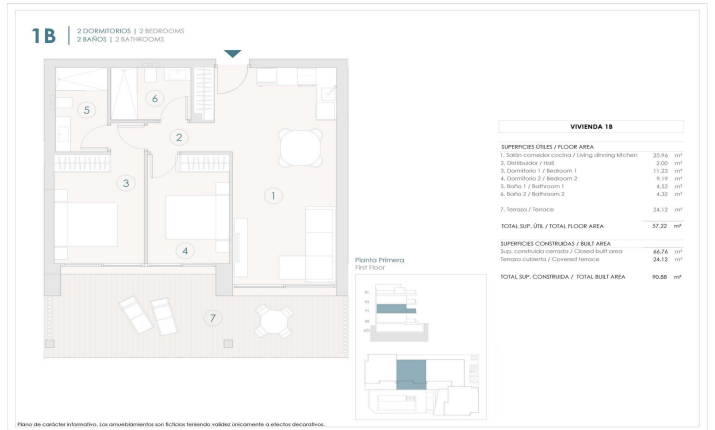 1B
2 DORMITORIOS | 2 BEDROOMS
2 BAÑOS | 2 BATHROOMS
5
6
2
3
1
4
7
Planta Primera
First Floor
VIVIENDA 1B
SUPERFICIES ÚTILES / FLOOR AREA
1. Salón comedor cocina / Living dinning kitchen 25,96 m²
2. Distribuidor / Hall 2,00 m²
3. Dormitorio 1 / Bedroom 1 11,23 m²
4. Dormitorio 2 / Bedroom 2 9,19 m²
5. Baño 1 / Bathroom 1 4,52 m²
6. Baño 2 / Bathroom 2 4,32 m²
7. Terraza / Terrace 24,12 m²
TOTAL SUP. ÚTIL / TOTAL FLOOR AREA 57,22 m²
SUPERFICIES CONSTRUIDAS / BUILT AREA
Sup. construida cerrada / Closed built area 66.76 m²
Terraza cubierta / Covered terrace 24.12 m²
TOTAL SUP. CONSTRUIDA / TOTAL BUILT AREA 90.88 m²
Plano de carácter informativo. Los amueblamientos son ficticios teniendo validez únicamente a efectos decorativos.